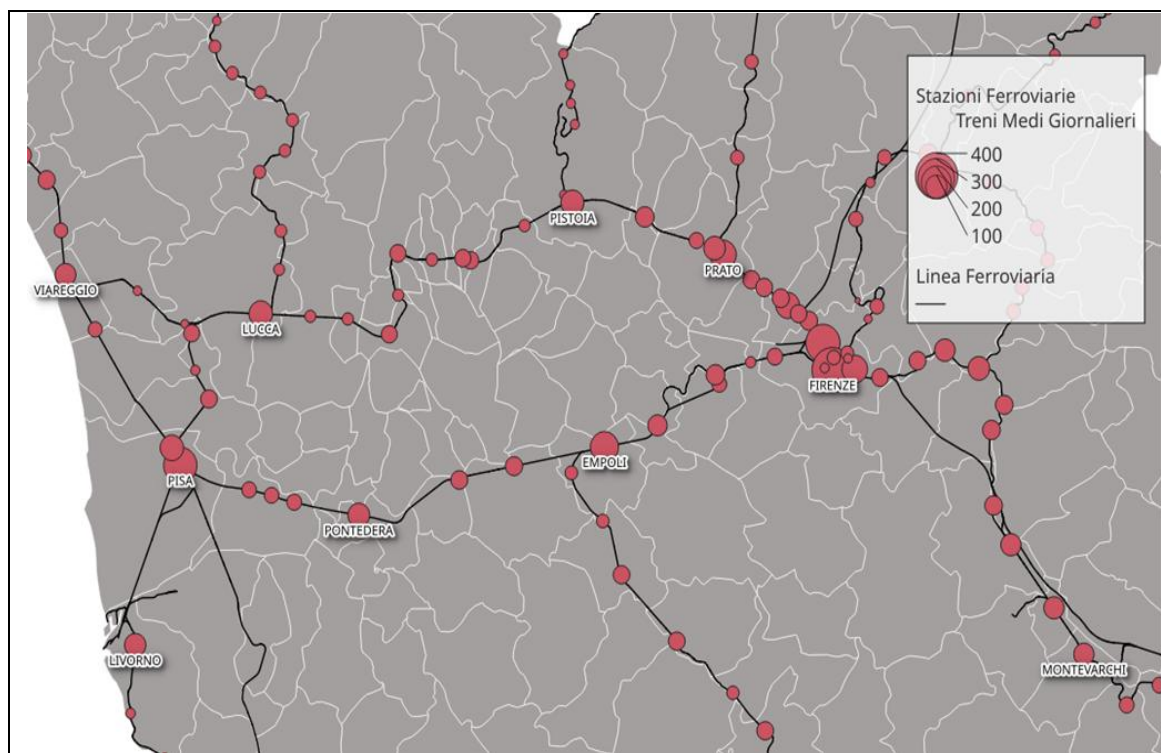 Stazioni Ferroviarie
Treni Medi Giornalieri
400
300
200
100
Linea Ferroviaria
PISTOIA
PRATO
VIAREGGIO
LUCCA
FIRENZE
EMPOLI
PISA
PONTEDERA
LIVORNO
MONTEVARCHI